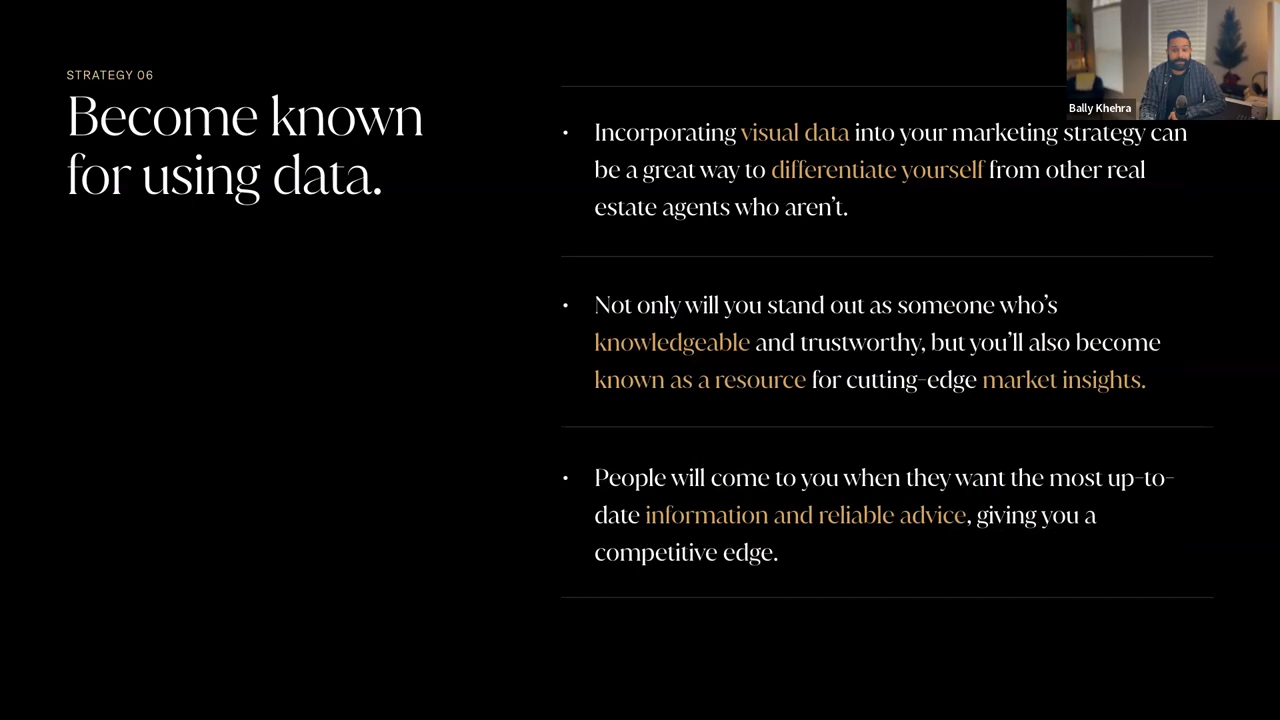 STRATEGY 06
Become known
for using data.
Bally Khehra
• Incorporating visual data into your marketing strategy can
be a great way to differentiate yourself from other real
estate agents who aren’t.
• Not only will you stand out as someone who’s
knowledgeable and trustworthy, but you’ll also become
known as a resource for cutting-edge market insights.
• People will come to you when they want the most up-to-
date information and reliable advice, giving you a
competitive edge.